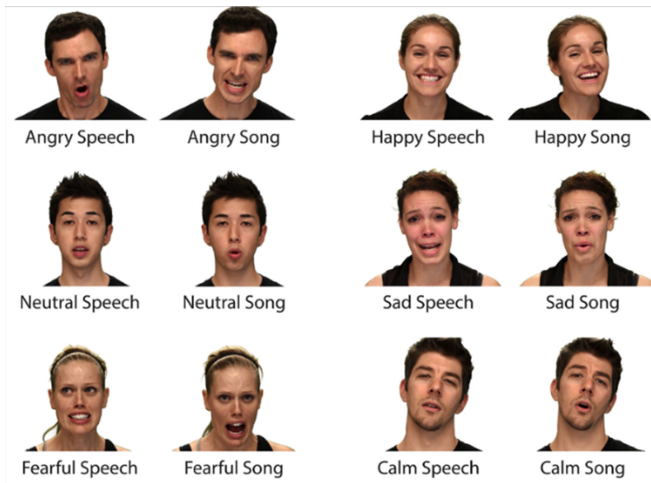 Angry Speech
Angry Song
Happy Speech
Happy Song
Neutral Speech
Neutral Song
Sad Speech
Sad Song
Fearful Speech
Fearful Song
Calm Speech
Calm Song